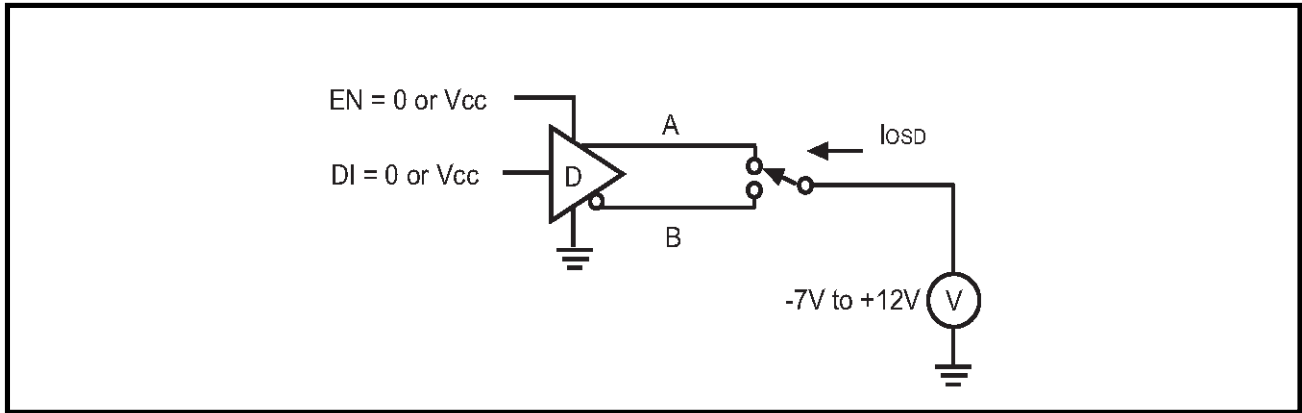 EN = 0 or Vcc
A
IOSD
DI = 0 or Vcc
D
B
-7V to +12V
V